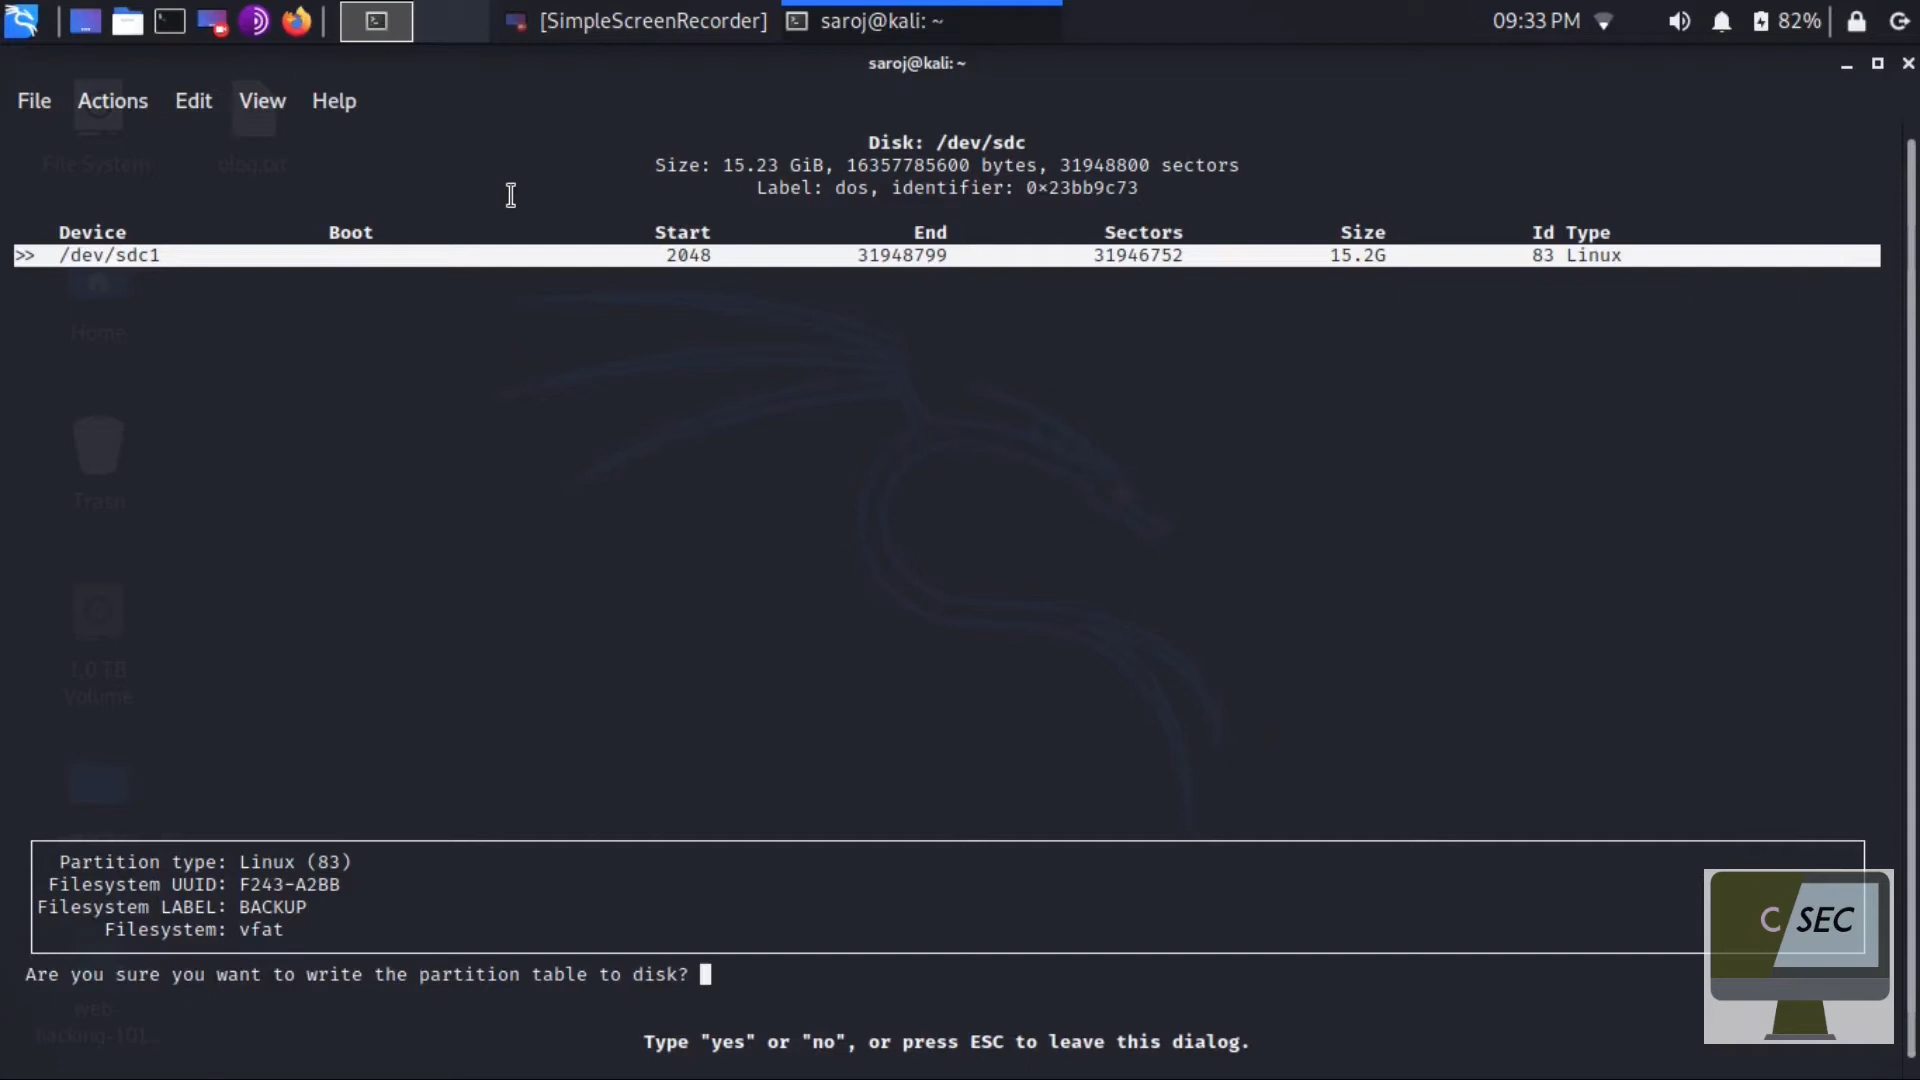 [SimpleScreenRecorder]
saroj@kali: ~
09:33 PM
82%
saroj@kali: ~
File Actions Edit View Help
File System
Disk: /dev/sdc
Size: 15.23 GiB, 16357785600 bytes, 31948800 sectors
Label: dos, identifier: 0×23bb9c73
Device Boot Start End Sectors Size Id Type
>> /dev/sdc1 2048 31948799 31946752 15.2G 83 Linux
Home
Trash
1.0 TB
Volume
Partition type: Linux (83)
Filesystem UUID: F243-A2BB
Filesystem LABEL: BACKUP
Filesystem: vfat
C SEC
Are you sure you want to write the partition table to disk?
web-
hacking-101...
Type "yes" or "no", or press ESC to leave this dialog.